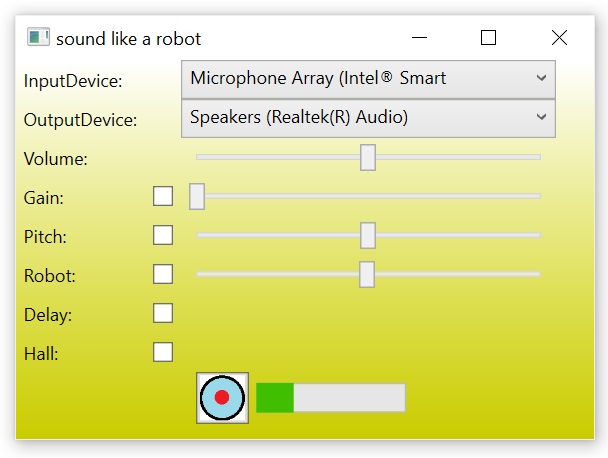 sound like a robot
InputDevice: Microphone Array (Intel® Smart
OutputDevice: Speakers (Realtek(R) Audio)
Volume:
Gain:
Pitch:
Robot:
Delay:
Hall: